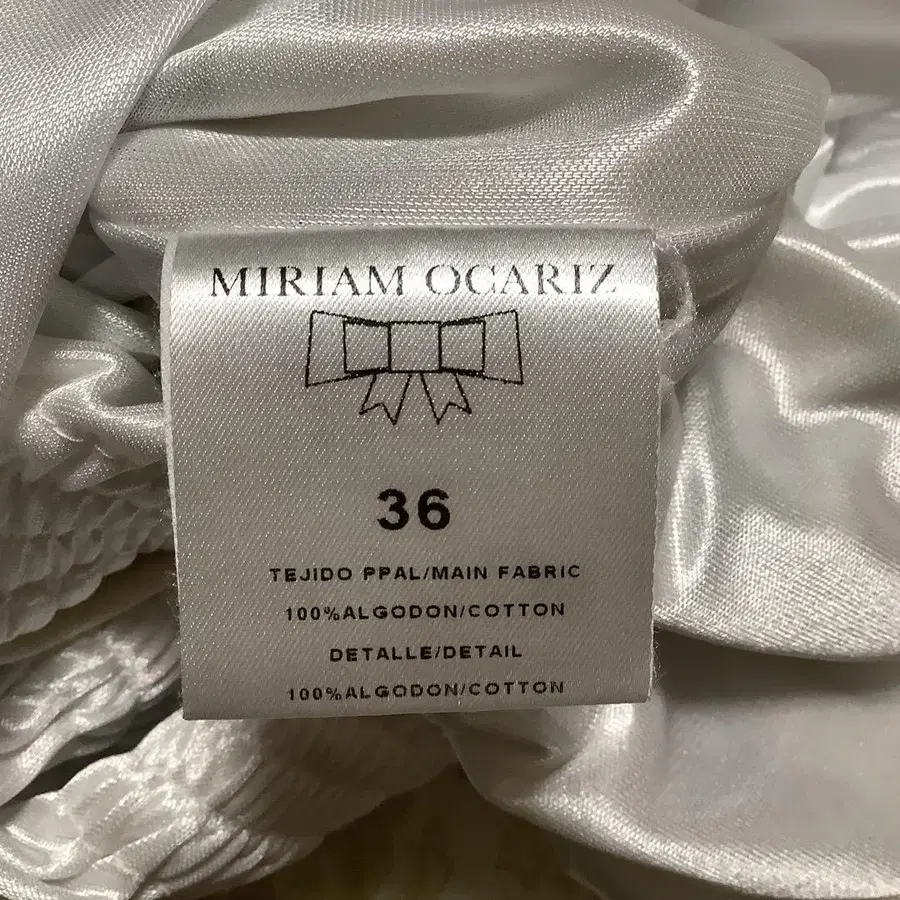 MIRIAM OCARIZ
36
TEJIDO PPAL/MAIN FABRIC
100%ALGODON/COTTON
DETALLE/DETAIL
100%ALGODON/COTTON